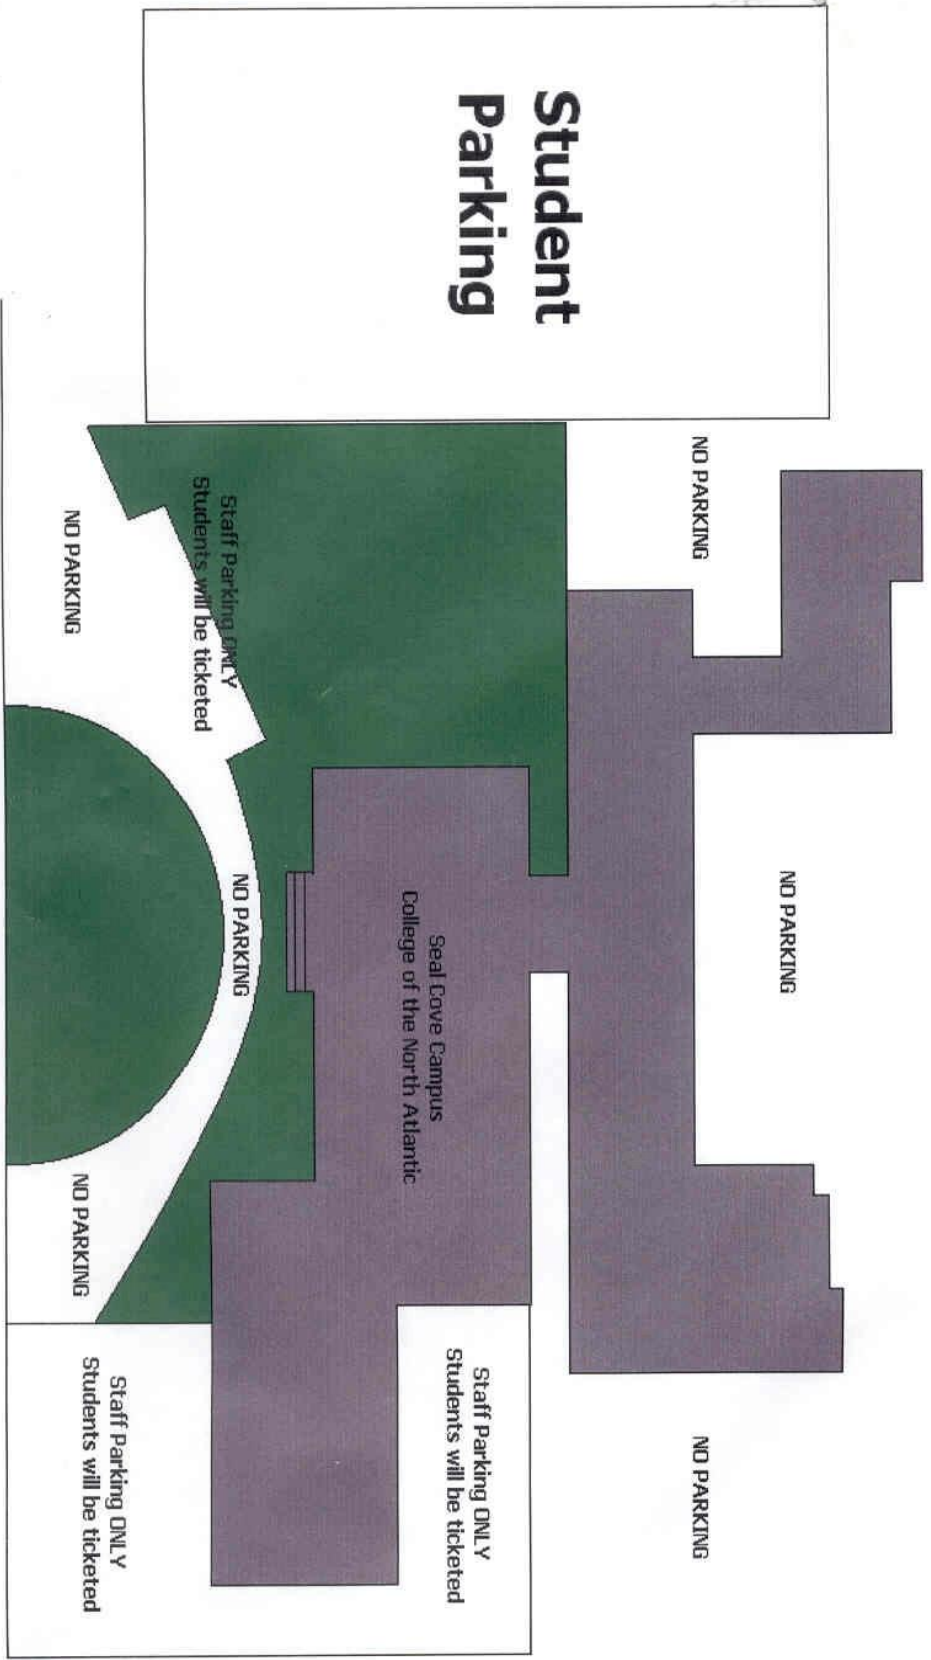 NO PARKING
NO PARKING
NO PARKING
Student
Parking
Seal Cove Campus
College of the North Atlantic
Staff Parking ONLY
Students will be ticketed
Staff Parking ONLY
Students will be ticketed
NO PARKING
NO PARKING
NO PARKING
Staff Parking ONLY
Students will be ticketed